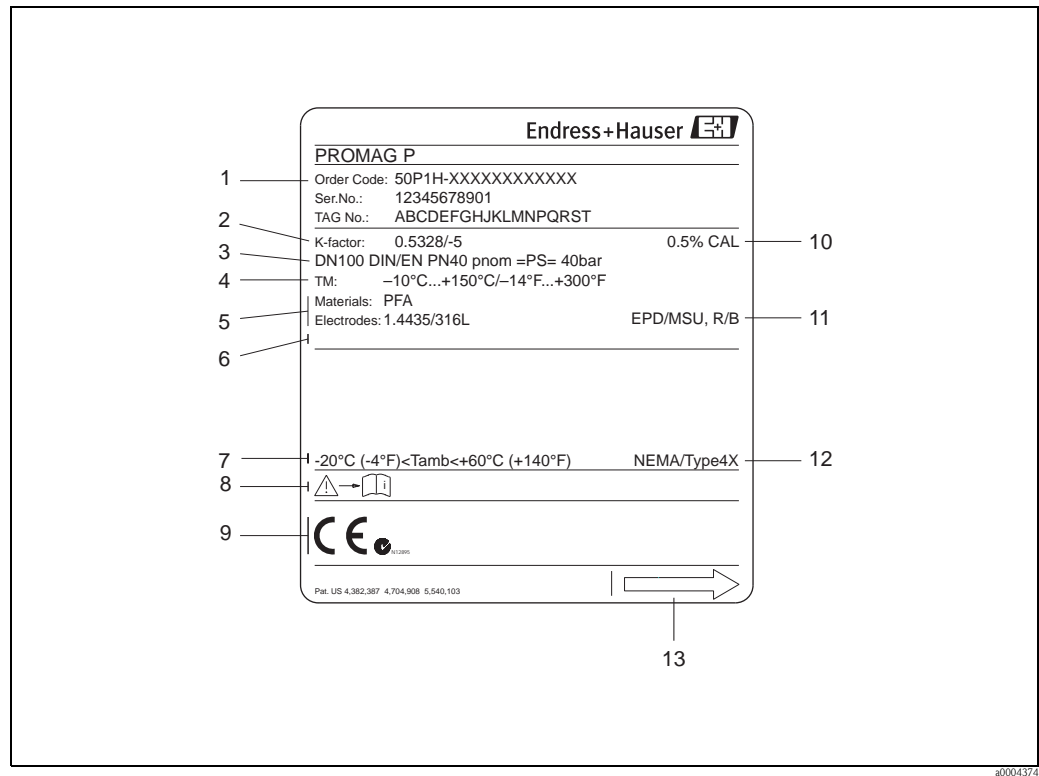 Endress+Hauser
PROMAG P
1 Order Code: 50P1H-XXXXXXXXXXXX
Ser.No.: 12345678901
TAG No.: ABCDEFGHJKLMNPQRST
2 K-factor: 0.5328/-5 0.5% CAL 10
3 DN100 DIN/EN PN40 pnom =PS= 40bar
4 TM: –10°C...+150°C/–14°F...+300°F
Materials: PFA
5 Electrodes: 1.4435/316L EPD/MSU, R/B 11
6
7 -20°C (-4°F)<Tamb<+60°C (+140°F) NEMA/Type4X 12
8 i
9 CE N12895
Pat. US 4,382,387 4,704,908 5,540,103
13
a0004374